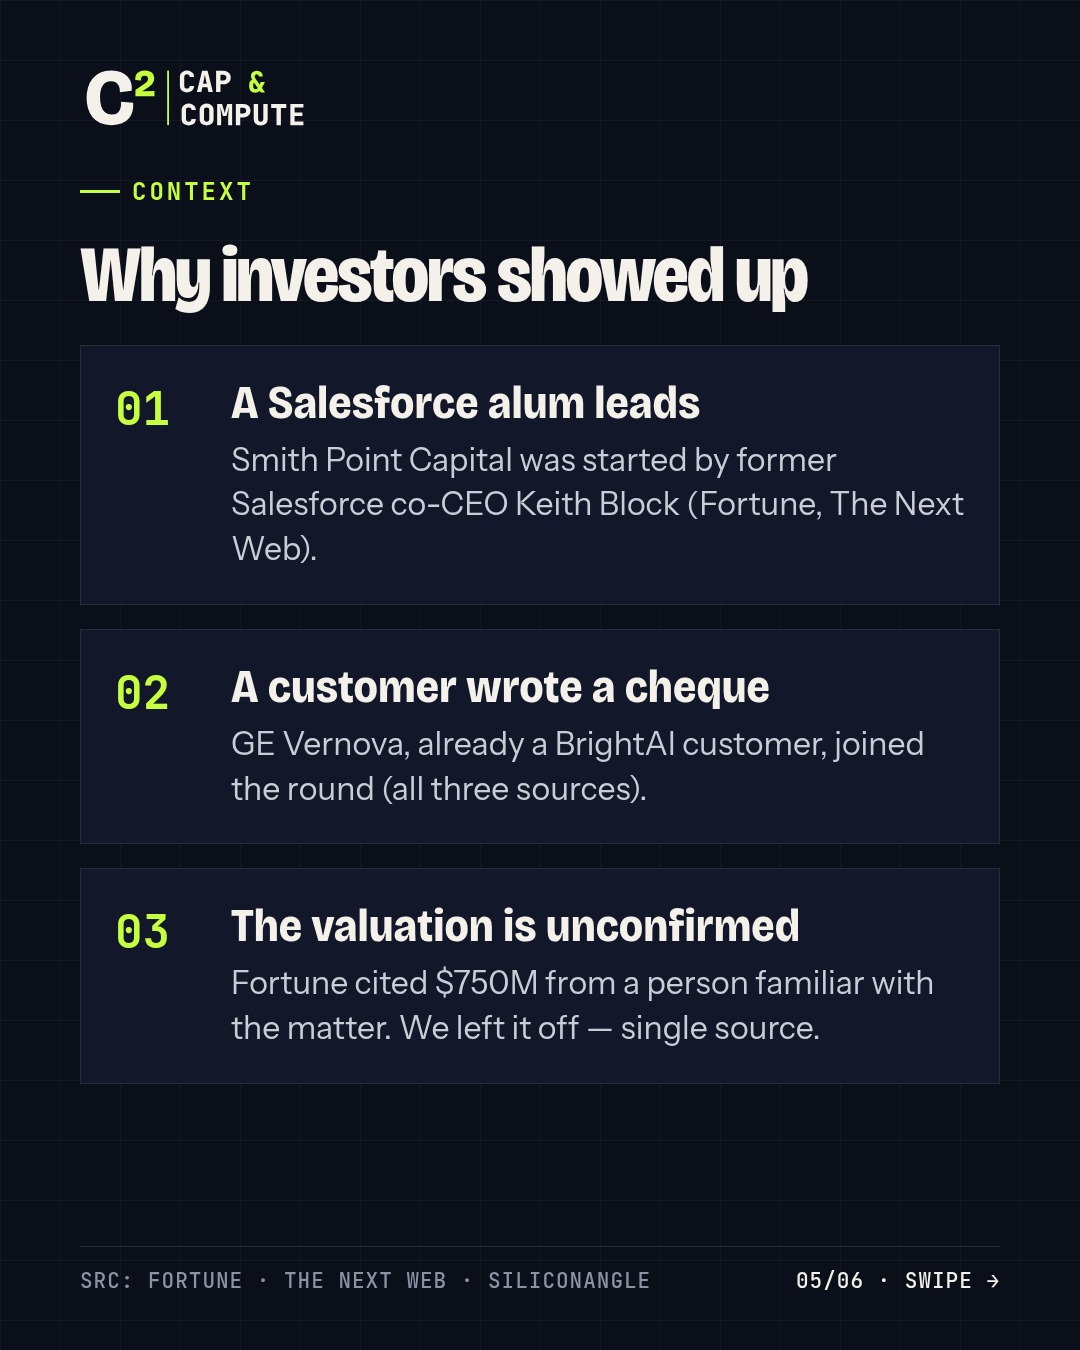 C² CAP &
COMPUTE
CONTEXT
Why investors showed up
01
A Salesforce alum leads
Smith Point Capital was started by former
Salesforce co-CEO Keith Block (Fortune, The Next
Web).
02
A customer wrote a cheque
GE Vernova, already a BrightAI customer, joined
the round (all three sources).
03
The valuation is unconfirmed
Fortune cited $750M from a person familiar with
the matter. We left it off — single source.
SRC: FORTUNE · THE NEXT WEB · SILICONANGLE
05/06 · SWIPE →